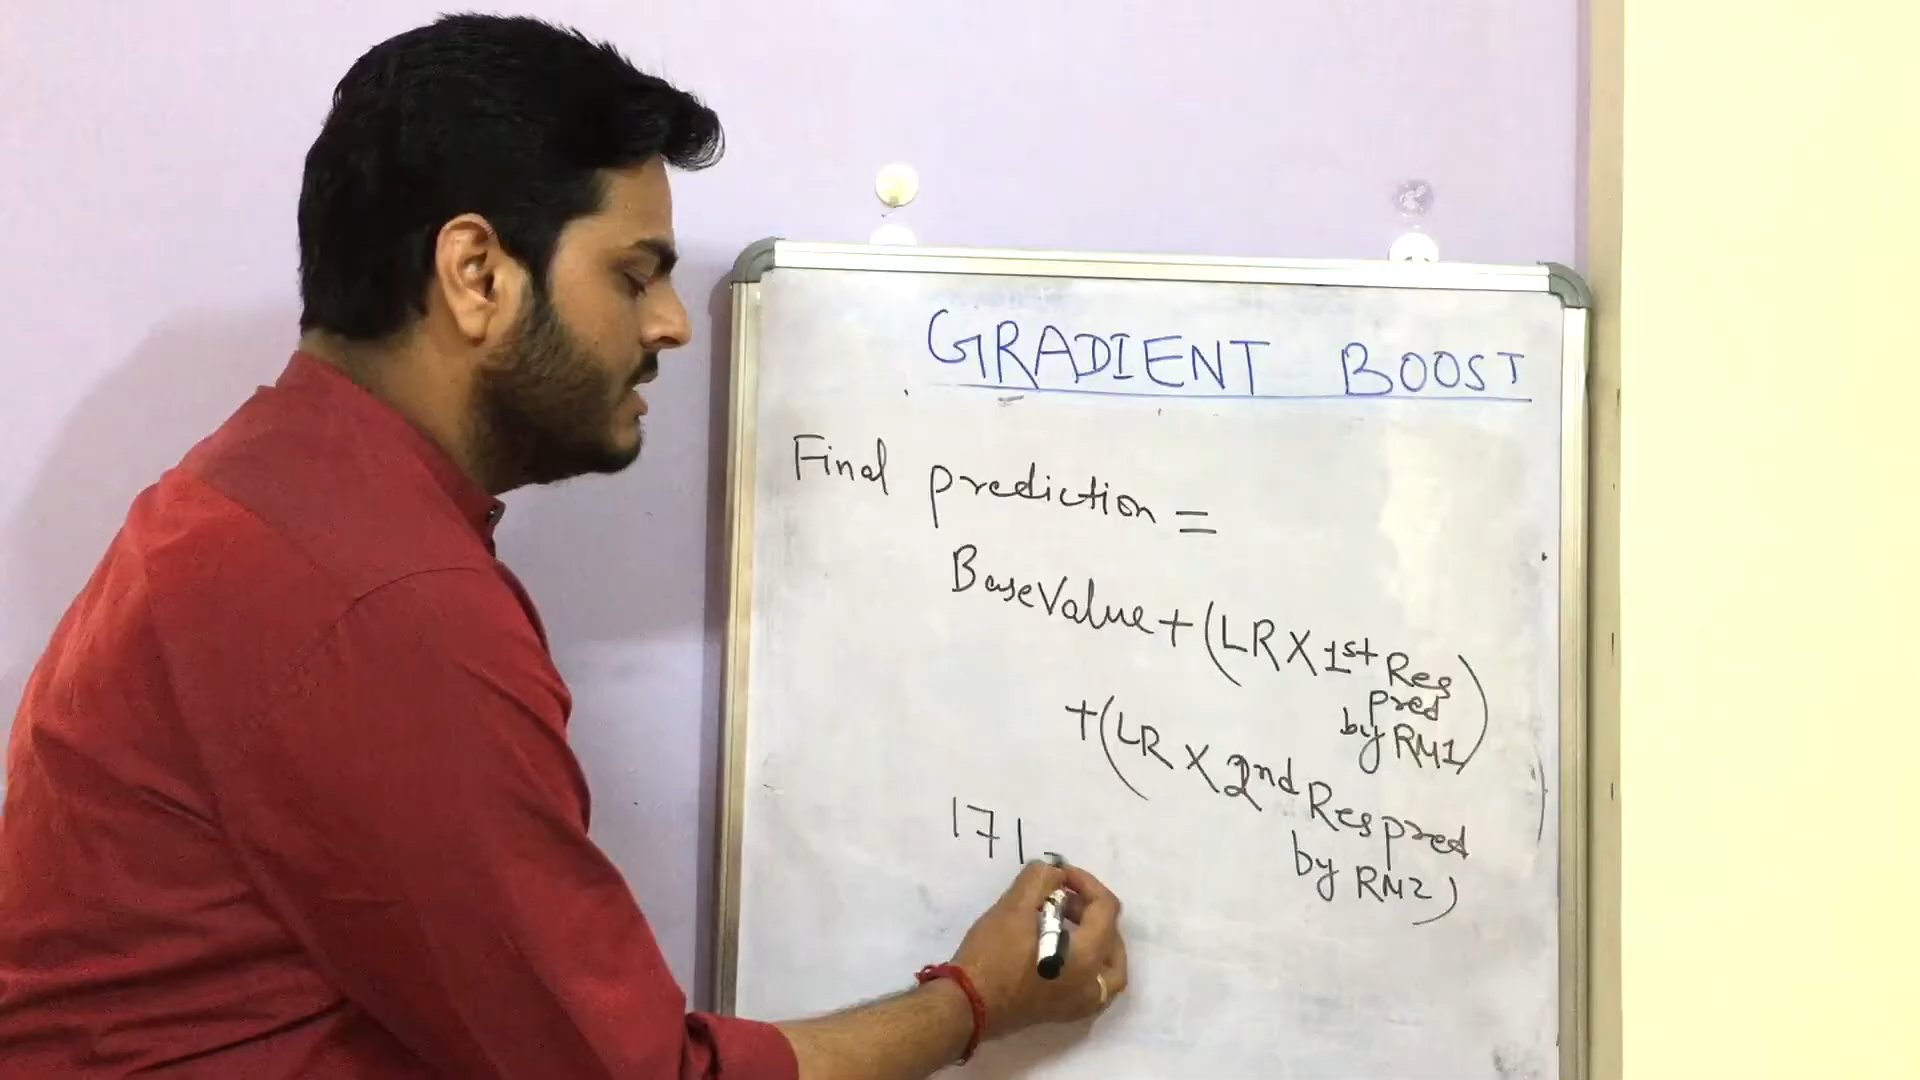 GRADIENT BOOST
Final prediction =
BaseValue + (LR X 1st Res
pred
by RM1)
+ (LR X 2nd Res pred
by RM2)
171